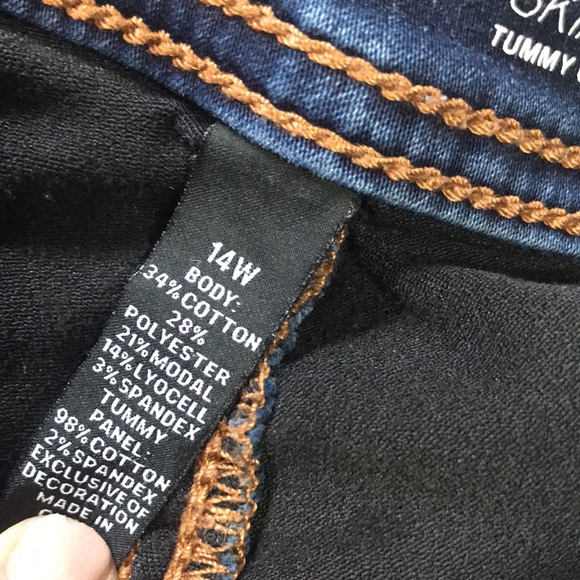 TUMMY
14W
BODY:
34% COTTON
28%
POLYESTER
21% MODAL
14% LYOCELL
3% SPANDEX
TUMMY
PANEL:
98% COTTON
2% SPANDEX
EXCLUSIVE OF
DECORATION
MADE IN